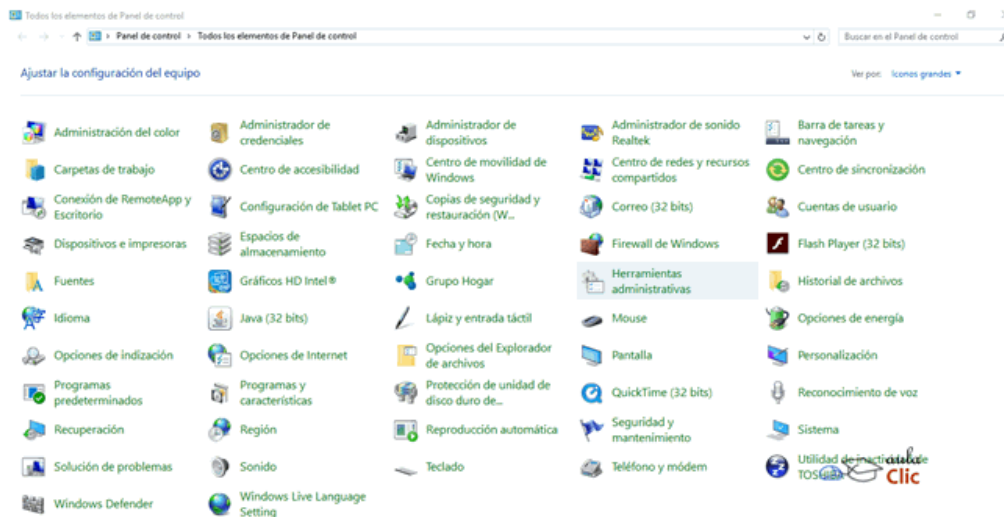 Todos los elementos de Panel de control
Panel de control › Todos los elementos de Panel de control
Buscar en el Panel de control
Ajustar la configuración del equipo
Ver por: Iconos grandes
Administración del color
Administrador de
credenciales
Administrador de
dispositivos
Administrador de sonido
Realtek
Barra de tareas y
navegación
Carpetas de trabajo
Centro de accesibilidad
Centro de movilidad de
Windows
Centro de redes y recursos
compartidos
Centro de sincronización
Conexión de RemoteApp y
Escritorio
Configuración de Tablet PC
Copias de seguridad y
restauración (W...
Correo (32 bits)
Cuentas de usuario
Dispositivos e impresoras
Espacios de
almacenamiento
Fecha y hora
Firewall de Windows
Flash Player (32 bits)
Fuentes
Gráficos HD Intel®
Grupo Hogar
Herramientas
administrativas
Historial de archivos
Idioma
Java (32 bits)
Lápiz y entrada táctil
Mouse
Opciones de energía
Opciones de indización
Opciones de Internet
Opciones del Explorador
de archivos
Pantalla
Personalización
Programas
predeterminados
Programas y
características
Protección de unidad de
disco duro de...
QuickTime (32 bits)
Reconocimiento de voz
Recuperación
Región
Reproducción automática
Seguridad y
mantenimiento
Sistema
Solución de problemas
Sonido
Teclado
Teléfono y módem
Utilidad de inactividad de
TOSHIBA
aula
Clic
Windows Defender
Windows Live Language
Setting